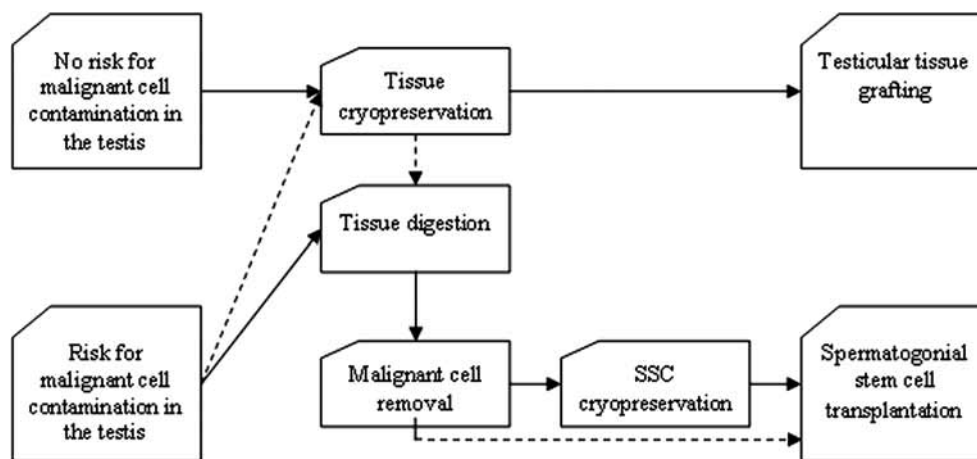 No risk for
malignant cell
contamination in
the testis
Tissue
cryopreservation
Testicular tissue
grafting
Tissue digestion
Risk for
malignant cell
contamination in
the testis
Malignant cell
removal
SSC
cryopreservation
Spermatogonial
stem cell
transplantation